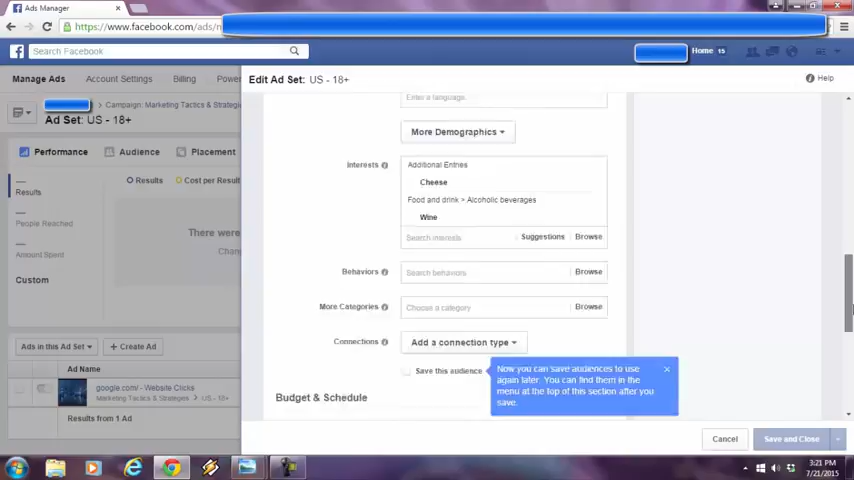 Ads Manager
https://www.facebook.com/ads/
Search Facebook
Home 15
Manage Ads
Account Settings
Billing
Power
Edit Ad Set: US - 18+
Help
Campaign: Marketing Tactics & Strategi
Ad Set: US - 18+
Performance
Audience
Placement
Results
Cost per Result
Results
People Reached
Amount Spent
Custom
There were
Chang
Ads in this Ad Set
+ Create Ad
Ad Name
google.com/ - Website Clicks
Marketing Tactics & Strategies > US - 18+
Results from 1 Ad
Enter a language.
More Demographics
Interests
Additional Entries
Cheese
Food and drink > Alcoholic beverages
Wine
Search interests
Suggestions
Browse
Behaviors
Search behaviors
Browse
More Categories
Choose a category
Browse
Connections
Add a connection type
Save this audience
Now you can save audiences to use
again later. You can find them in the
menu at the top of this section after you
save.
Budget & Schedule
Cancel
Save and Close
3:21 PM
7/21/2015